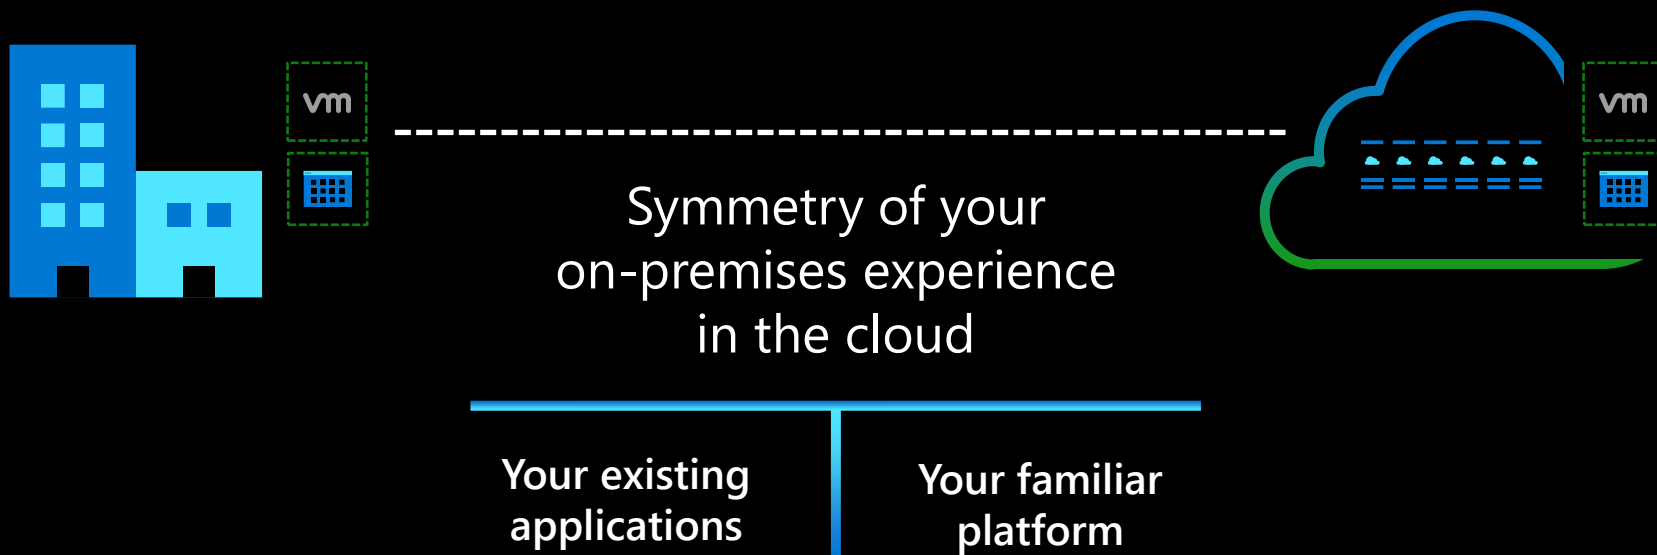 vm
vm
Symmetry of your
on-premises experience
in the cloud
Your existing
applications
Your familiar
platform